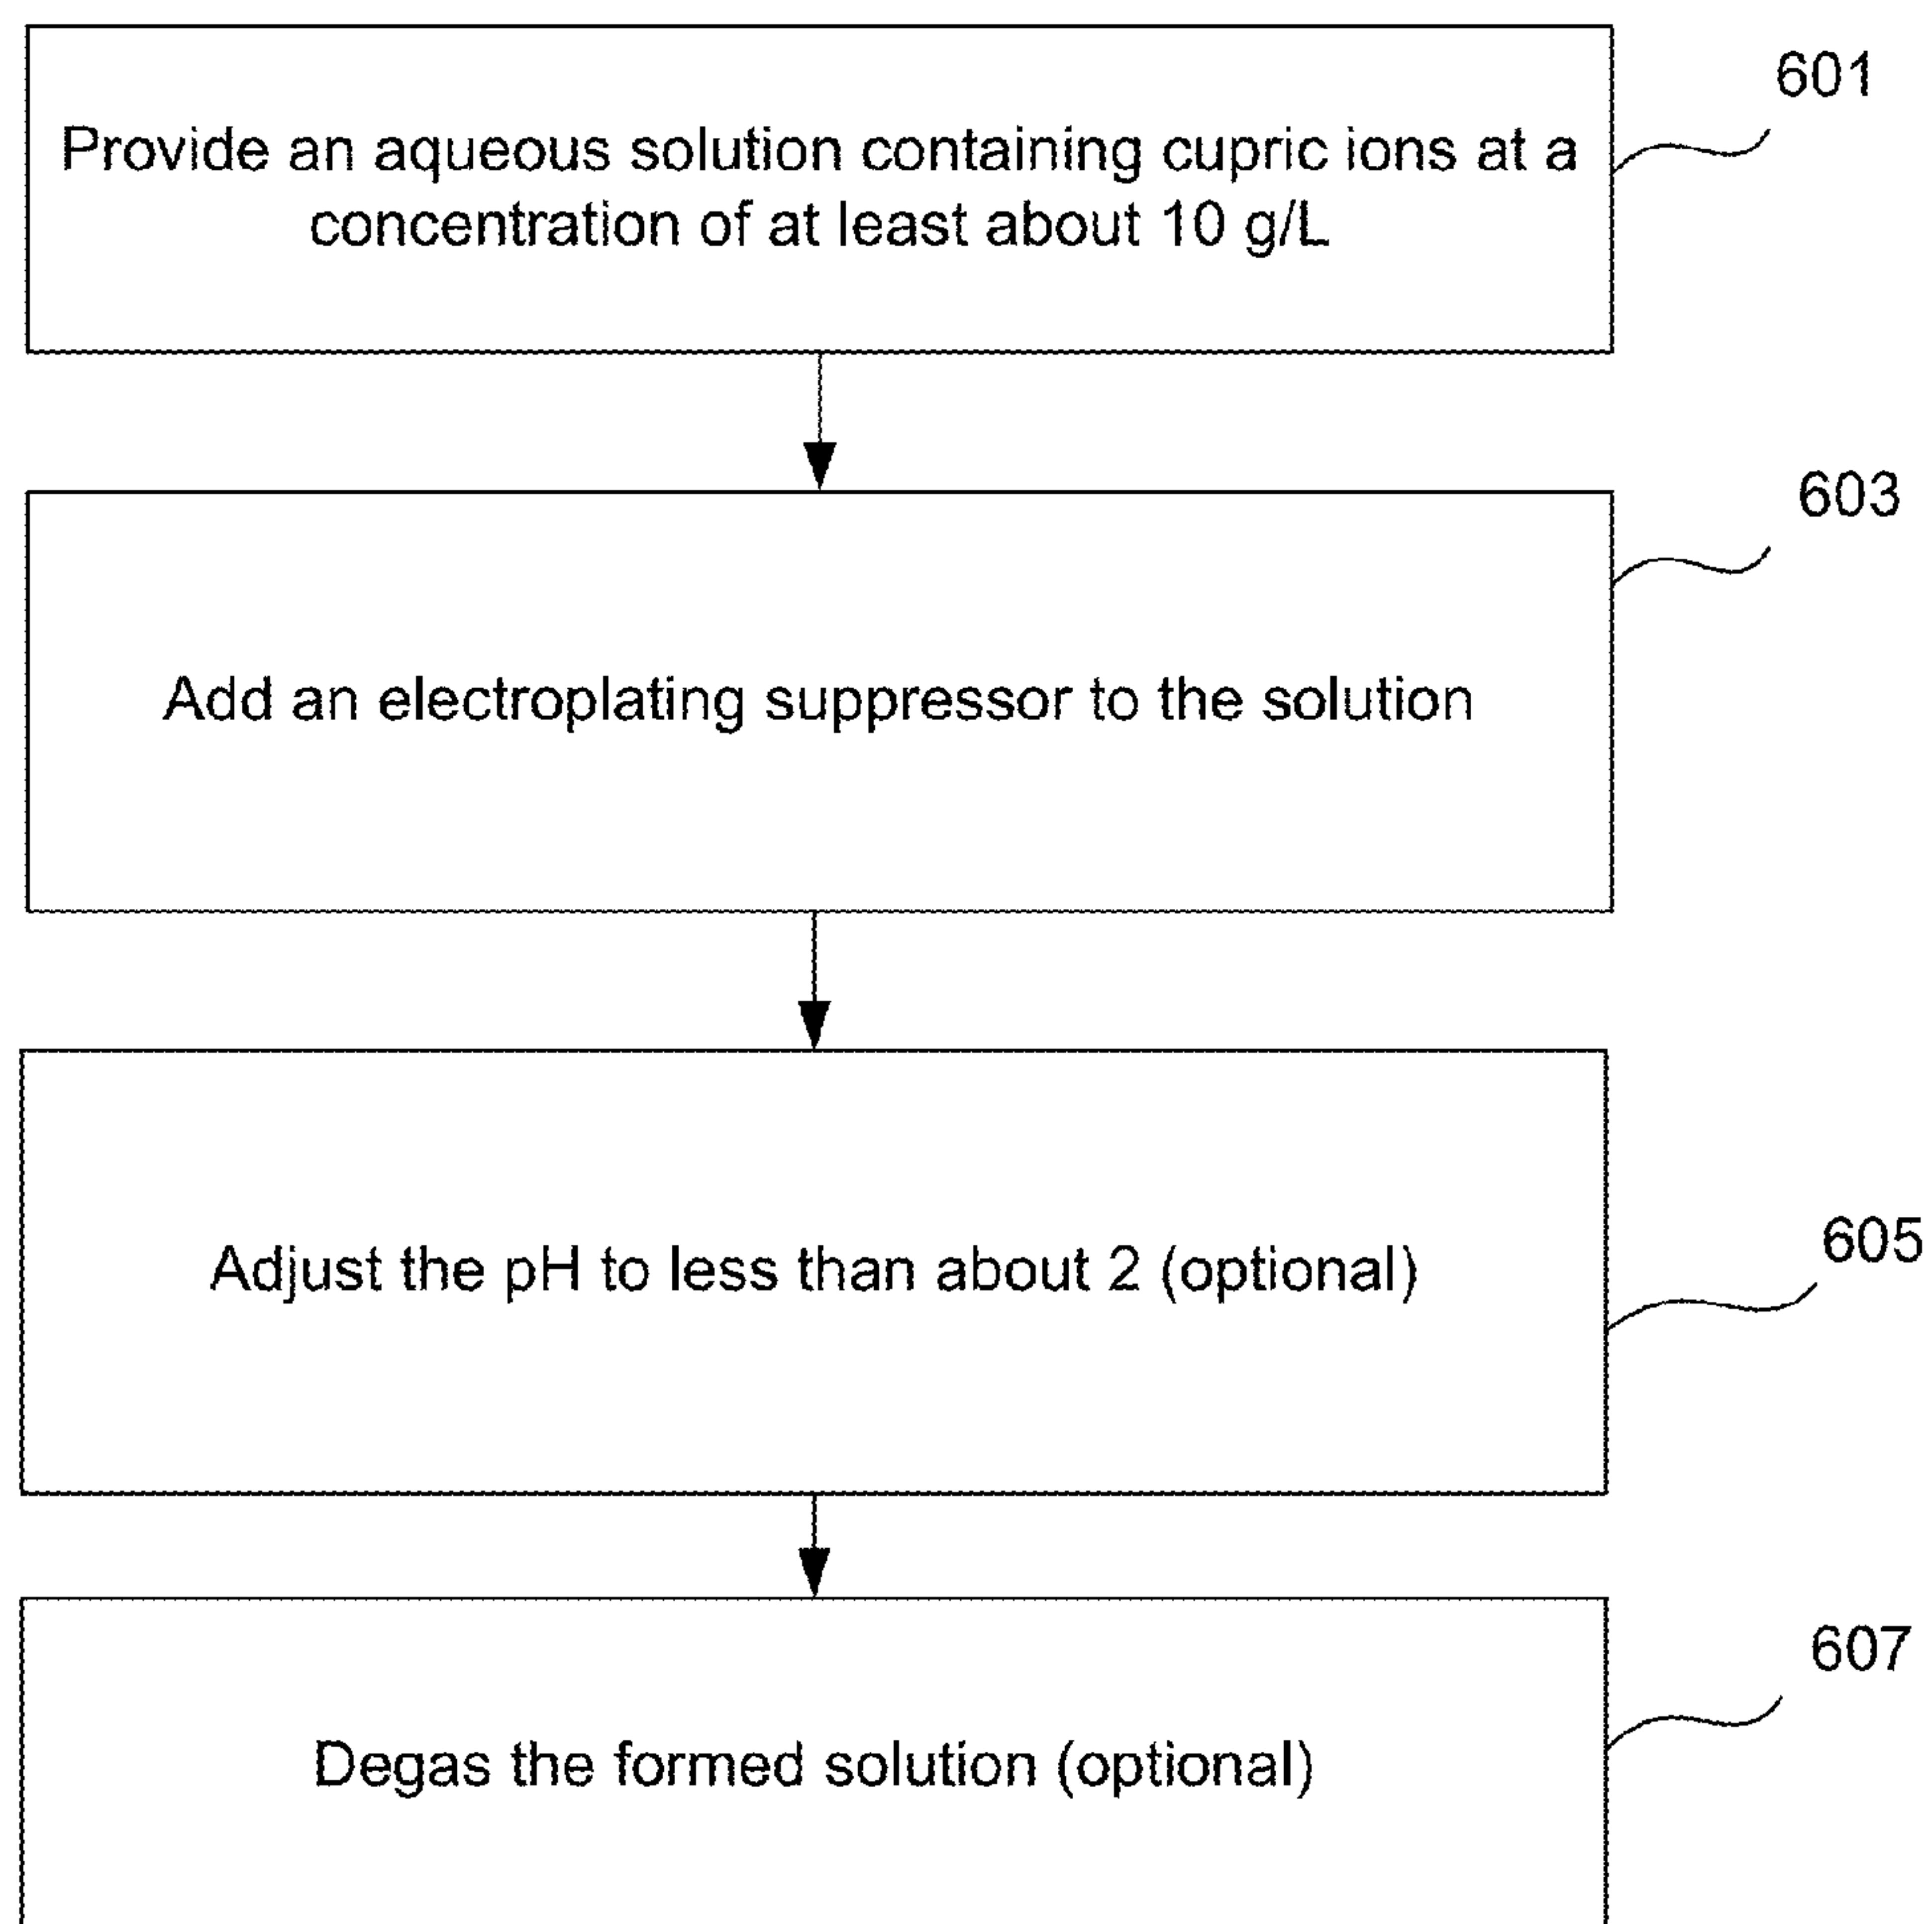 601
Provide an aqueous solution containing cupric ions at a
concentration of at least about 10 g/L
603
Add an electroplating suppressor to the solution
605
Adjust the pH to less than about 2 (optional)
607
Degas the formed solution (optional)